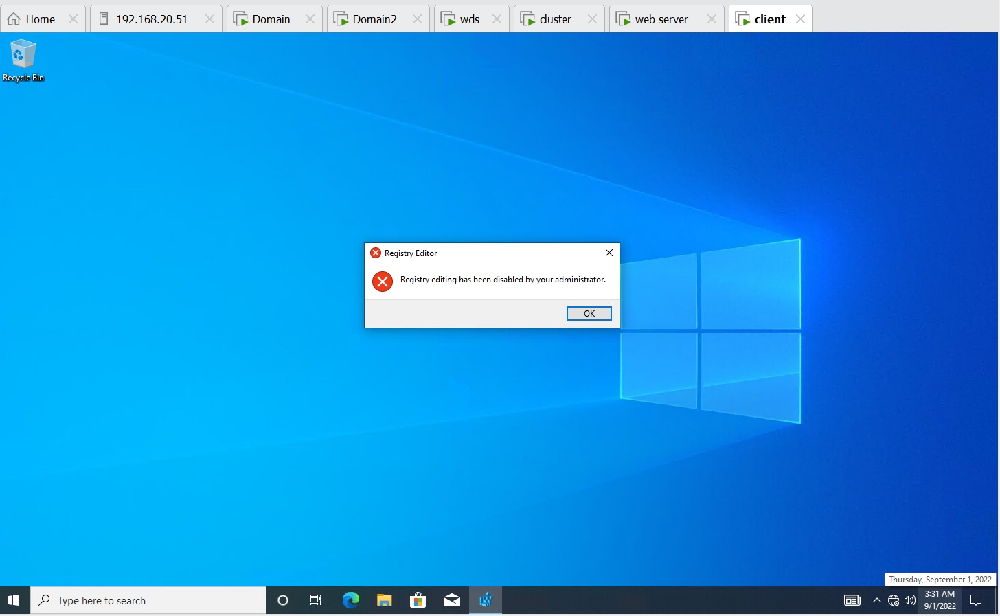 Home
192.168.20.51
Domain
Domain2
wds
cluster
web server
client
Recycle Bin
Registry Editor
Registry editing has been disabled by your administrator.
OK
Thursday, September 1, 2022
Type here to search
3:31 AM
9/1/2022